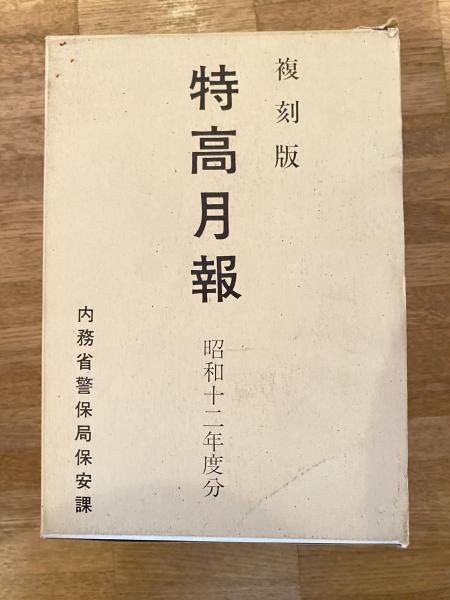 複刻版
特高月報
昭和十二年度分
内務省警保局保安課